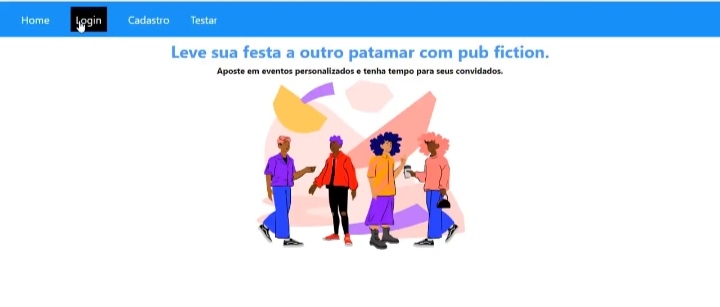 Home Login Cadastro Testar
Leve sua festa a outro patamar com pub fiction.
Aposte em eventos personalizados e tenha tempo para seus convidados.